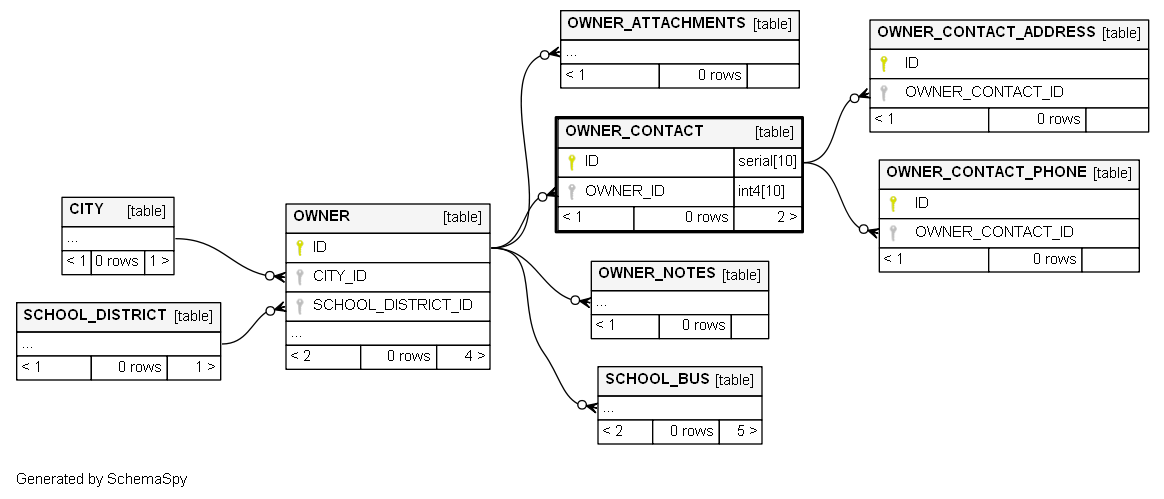 OWNER_ATTACHMENTS [table]
...
< 1 0 rows
OWNER_CONTACT_ADDRESS [table]
ID
OWNER_CONTACT_ID
< 1 0 rows
OWNER_CONTACT [table]
ID serial[10]
OWNER_ID int4[10]
< 1 0 rows 2 >
OWNER_CONTACT_PHONE [table]
ID
OWNER_CONTACT_ID
< 1 0 rows
CITY [table]
...
< 1 0 rows 1 >
OWNER [table]
ID
CITY_ID
SCHOOL_DISTRICT_ID
...
< 2 0 rows 4 >
OWNER_NOTES [table]
...
< 1 0 rows
SCHOOL_DISTRICT [table]
...
< 1 0 rows 1 >
SCHOOL_BUS [table]
...
< 2 0 rows 5 >
Generated by SchemaSpy